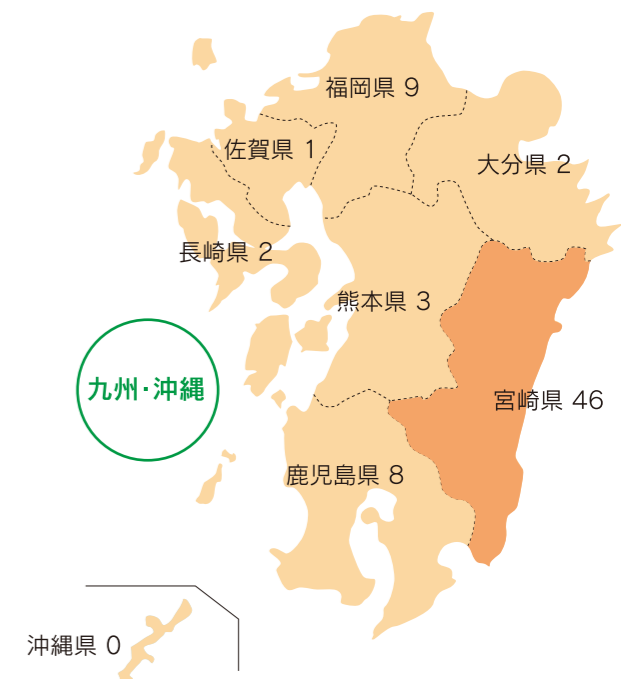 福岡県 9
佐賀県 1
大分県 2
長崎県 2
熊本県 3
九州・沖縄
宮崎県 46
鹿児島県 8
沖縄県 0